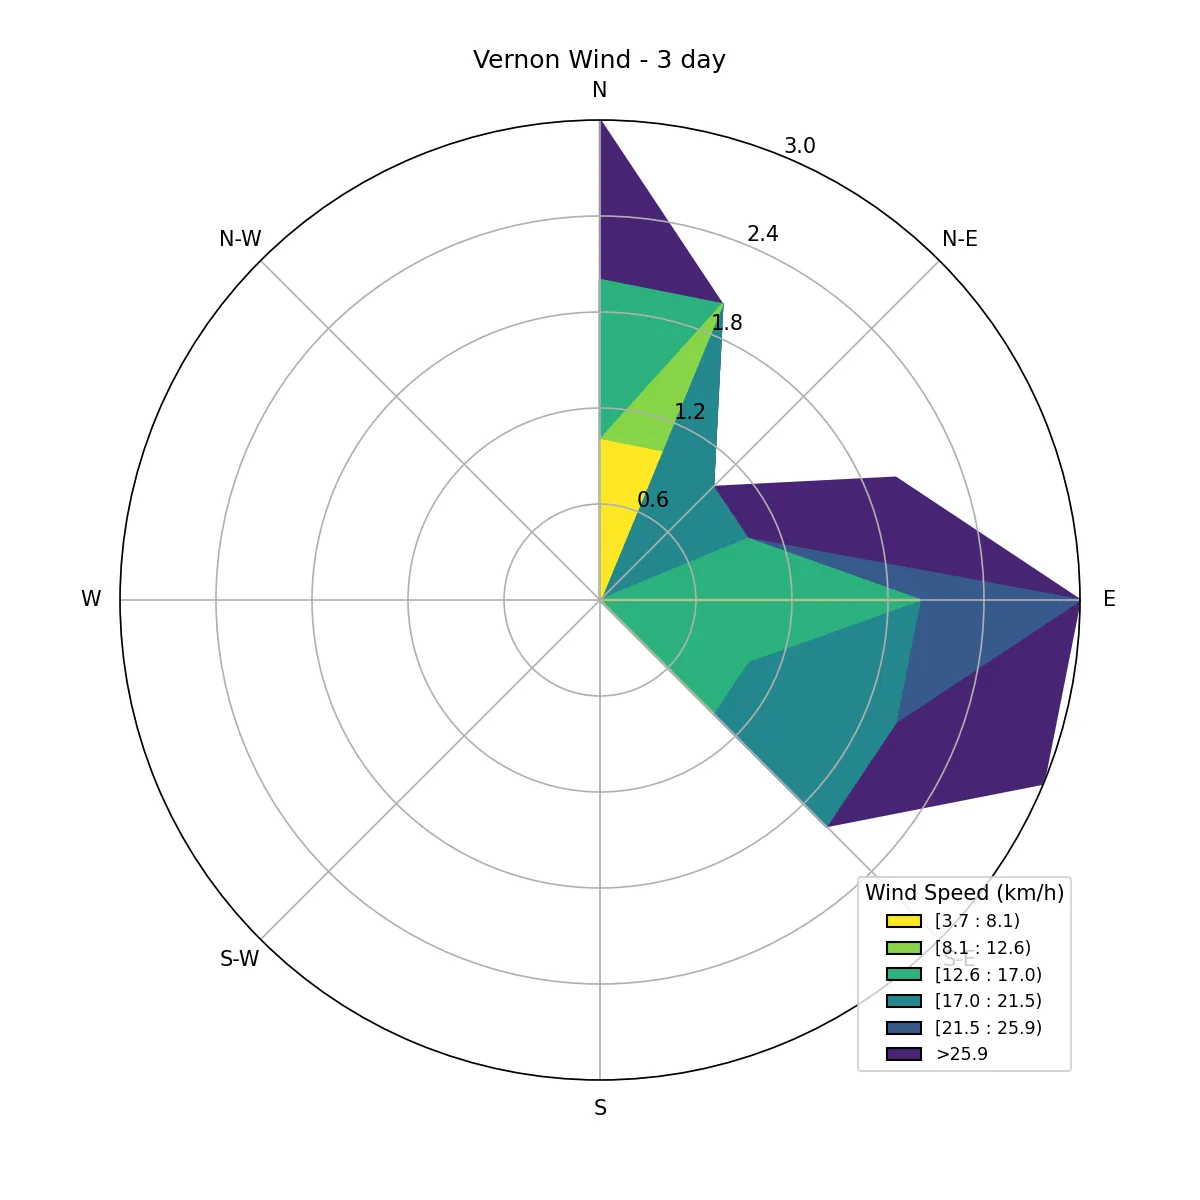 Vernon Wind - 3 day
N
3.0
N-W
N-E
2.4
1.8
1.2
0.6
W
E
Wind Speed (km/h)
[3.7 : 8.1)
[8.1 : 12.6)
S-W
S-E
[12.6 : 17.0)
[17.0 : 21.5)
[21.5 : 25.9)
>25.9
S